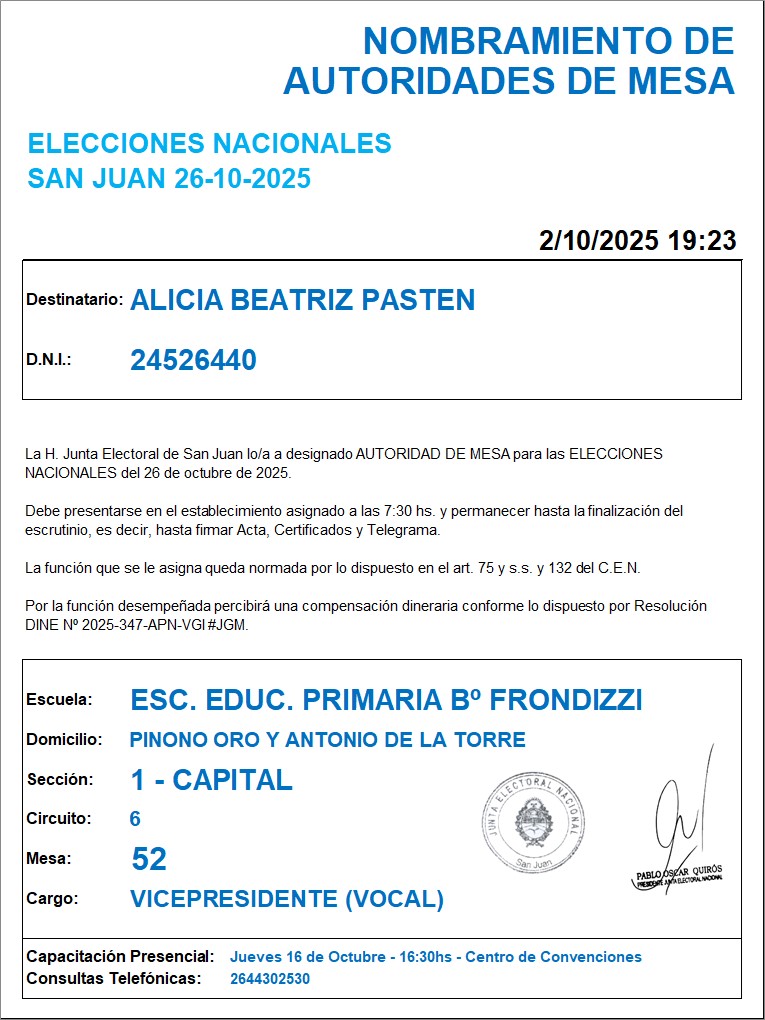 NOMBRAMIENTO DE
AUTORIDADES DE MESA
ELECCIONES NACIONALES
SAN JUAN 26-10-2025
2/10/2025 19:23
Destinatario: ALICIA BEATRIZ PASTEN
D.N.I.: 24526440
La H. Junta Electoral de San Juan lo/a a designado AUTORIDAD DE MESA para las ELECCIONES
NACIONALES del 26 de octubre de 2025.
Debe presentarse en el establecimiento asignado a las 7:30 hs. y permanecer hasta la finalización del
escrutinio, es decir, hasta firmar Acta, Certificados y Telegrama.
La función que se le asigna queda normada por lo dispuesto en el art. 75 y s.s. y 132 del C.E.N.
Por la función desempeñada percibirá una compensación dineraria conforme lo dispuesto por Resolución
DINE Nº 2025-347-APN-VGI#JGM.
Escuela: ESC. EDUC. PRIMARIA Bº FRONDIZZI
Domicilio: PINONO ORO Y ANTONIO DE LA TORRE
Sección: 1 - CAPITAL
Circuito: 6
Mesa: 52
Cargo: VICEPRESIDENTE (VOCAL)
JUNTA ELECTORAL NACIONAL
San Juan
PABLO OSCAR QUIRÓS
PRESIDENTE JUNTA ELECTORAL NACIONAL
Capacitación Presencial: Jueves 16 de Octubre - 16:30hs - Centro de Convenciones
Consultas Telefónicas: 2644302530